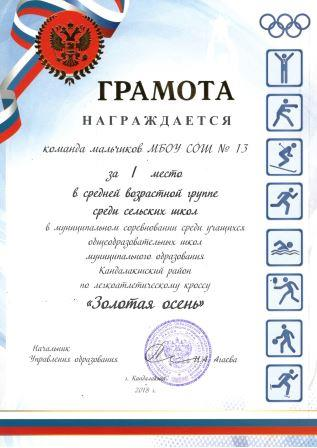 ГРАМОТА
НАГРАЖДАЕТСЯ
команда мальчиков МБОУ СОШ № 13
за 1 место
в средней возрастной группе
среди сельских школ
в муниципальном соревновании среди учащихся
общеобразовательных школ
муниципального образования
Кандалакшский район
по легкоатлетическому кроссу
«Золотая осень»
Начальник
Управления образования
Н.А. Агаева
г. Кандалакша
2018 г.